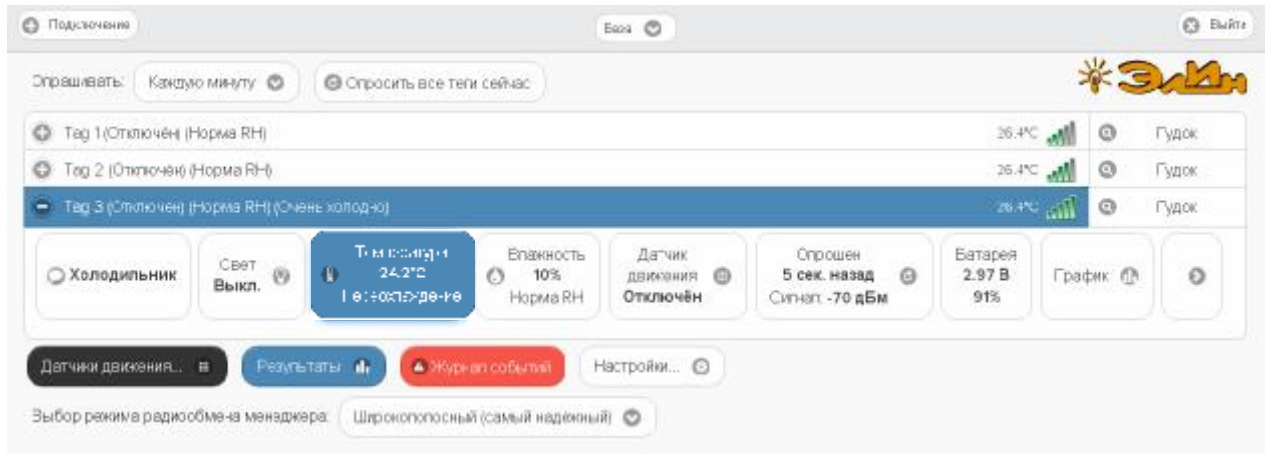 Подключение
База
Выйти
Опрашивать:
Каждую минуту
Опросить все теги сейчас
ЭлИн
Tag 1(Отключён) (Норма RH)
26.4°C
Гудок
Tag 2 (Отключён) (Норма RH)
26.4°C
Гудок
Tag 3 (Отключён) (Норма RH) (Очень холодно)
26.4°C
Гудок
Холодильник
Свет
Выкл.
Температура
24.2°C
Влажность
10%
Норма RH
Датчик
движения
Отключён
Опрошен
5 сек. назад
Сигнал: -70 дБм
Батарея
2.97 В
91%
График
Датчики движения...
Результаты
Журнал событий
Настройки...
Выбор режима радиообмена менеджера:
Широкополосный (самый надежный)